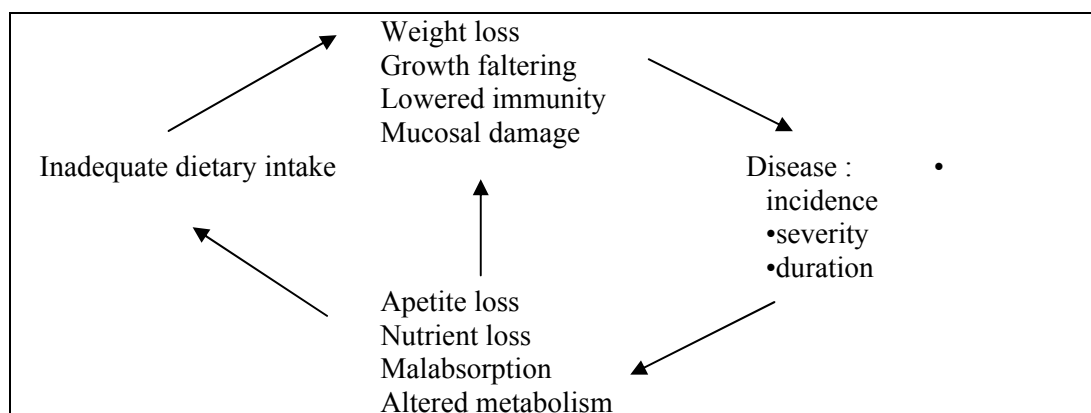 Weight loss
Growth faltering
Lowered immunity
Mucosal damage
Inadequate dietary intake
Disease : •
incidence
•severity
•duration
Apetite loss
Nutrient loss
Malabsorption
Altered metabolism